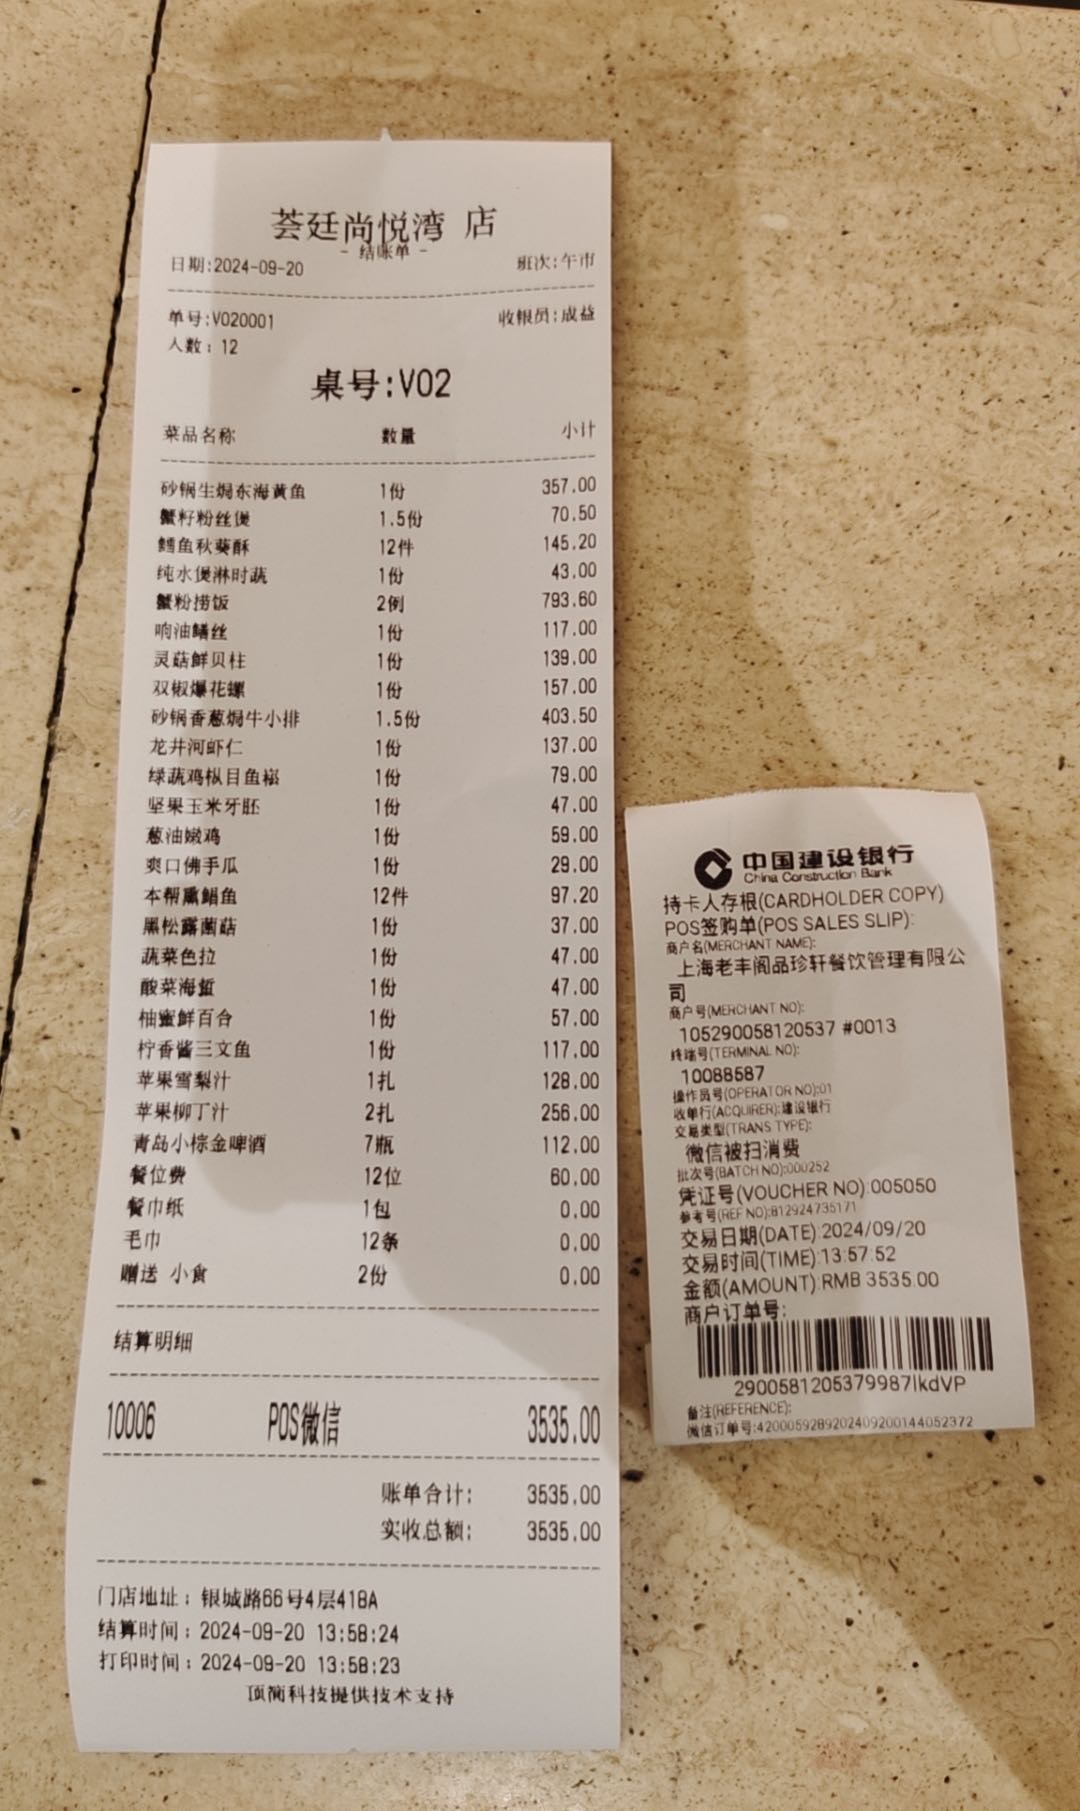 荟廷尚悦湾 店
- 结账单 -
日期:2024-09-20 班次:午市
单号:V020001 收银员:成益
人数: 12
桌号:V02
菜品名称 数量 小计
砂锅生焗东海黄鱼 1份 357.00
蟹籽粉丝煲 1.5份 70.50
鳕鱼秋葵酥 12件 145.20
纯水煲淋时蔬 1份 43.00
蟹粉捞饭 2例 793.60
响油鳝丝 1份 117.00
灵菇鲜贝柱 1份 139.00
双椒爆花螺 1份 157.00
砂锅香葱焗牛小排 1.5份 403.50
龙井河虾仁 1份 137.00
绿蔬鸡枞目鱼崧 1份 79.00
坚果玉米牙胚 1份 47.00
葱油嫩鸡 1份 59.00
爽口佛手瓜 1份 29.00
本帮熏鲳鱼 12件 97.20
黑松露菌菇 1份 37.00
蔬菜色拉 1份 47.00
酸菜海蜇 1份 47.00
柚蜜鲜百合 1份 57.00
柠香酱三文鱼 1份 117.00
苹果雪梨汁 1扎 128.00
苹果柳丁汁 2扎 256.00
青岛小棕金啤酒 7瓶 112.00
餐位费 12位 60.00
餐巾纸 1包 0.00
毛巾 12条 0.00
赠送 小食 2份 0.00
结算明细
10006 POS微信 3535.00
账单合计: 3535.00
实收总额: 3535.00
门店地址: 银城路66号4层418A
结算时间: 2024-09-20 13:58:24
打印时间: 2024-09-20 13:58:23
顶简科技提供技术支持
中国建设银行
China Construction Bank
持卡人存根(CARDHOLDER COPY)
POS签购单(POS SALES SLIP):
商户名(MERCHANT NAME):
上海老丰阁品珍轩餐饮管理有限公
司
商户号(MERCHANT NO):
105290058120537 #0013
终端号(TERMINAL NO):
10088587
操作员号(OPERATOR NO):01
收单行(ACQUIRER):建设银行
交易类型(TRANS TYPE):
微信被扫消费
批次号(BATCH NO):000252
凭证号(VOUCHER NO):005050
参考号(REF NO):812924735171
交易日期(DATE):2024/09/20
交易时间(TIME):13:57:52
金额(AMOUNT):RMB 3535.00
商户订单号:
2900581205379987lkdVP
备注(REFERENCE):
微信订单号:4200059289202409200144052372